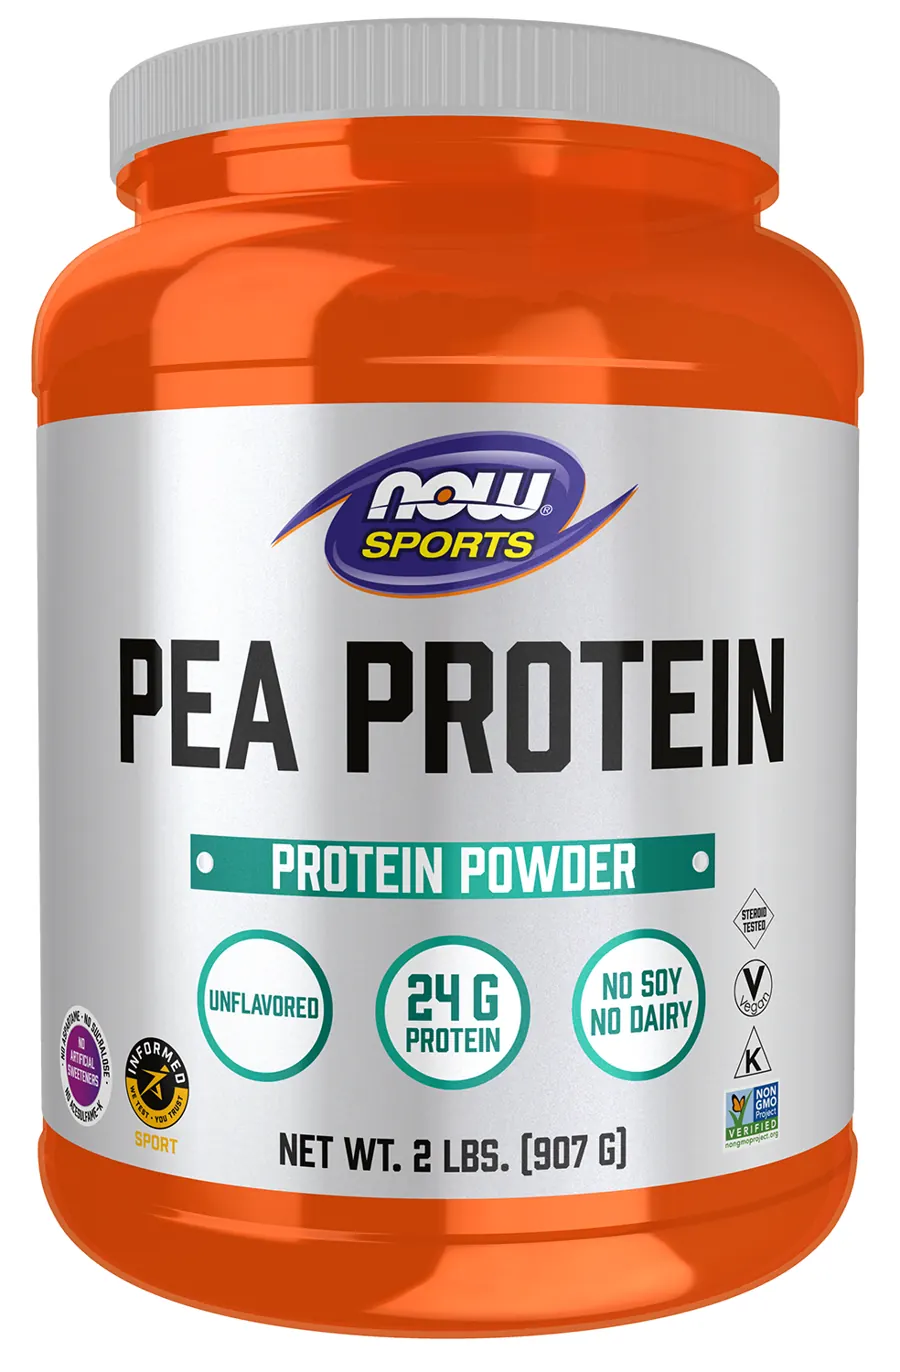 NOW®
SPORTS
PEA PROTEIN
PROTEIN POWDER
UNFLAVORED
24 G
PROTEIN
NO SOY
NO DAIRY
STEROID
TESTED
V
Vegan
K
NON
GMO
Project
VERIFIED
nongmoproject.org
NO ASPARTAME • NO SUCRALOSE •
NO ACESULFAME-K
NO
ARTIFICIAL
SWEETENERS
INFORMED
WE TEST • YOU TRUST
SPORT
NET WT. 2 LBS. (907 G)